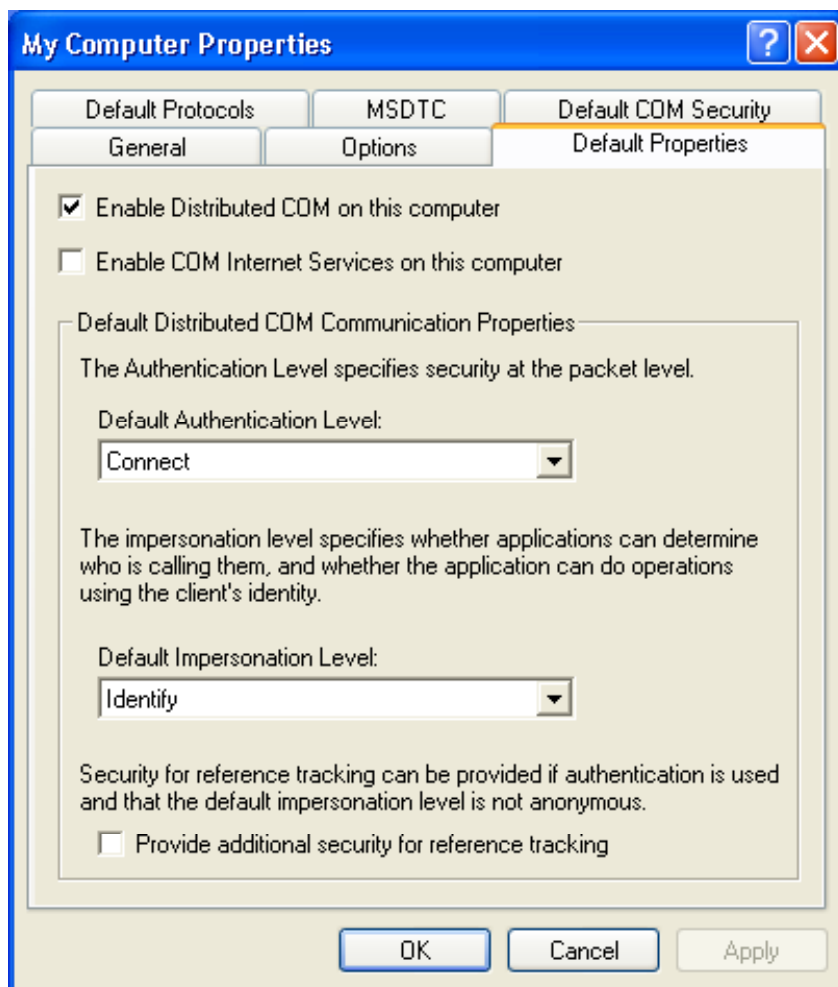 My Computer Properties
Default Protocols MSDTC Default COM Security
General Options Default Properties
Enable Distributed COM on this computer
Enable COM Internet Services on this computer
Default Distributed COM Communication Properties
The Authentication Level specifies security at the packet level.
Default Authentication Level:
Connect
The impersonation level specifies whether applications can determine
who is calling them, and whether the application can do operations
using the client's identity.
Default Impersonation Level:
Identify
Security for reference tracking can be provided if authentication is used
and that the default impersonation level is not anonymous.
Provide additional security for reference tracking
OK Cancel Apply